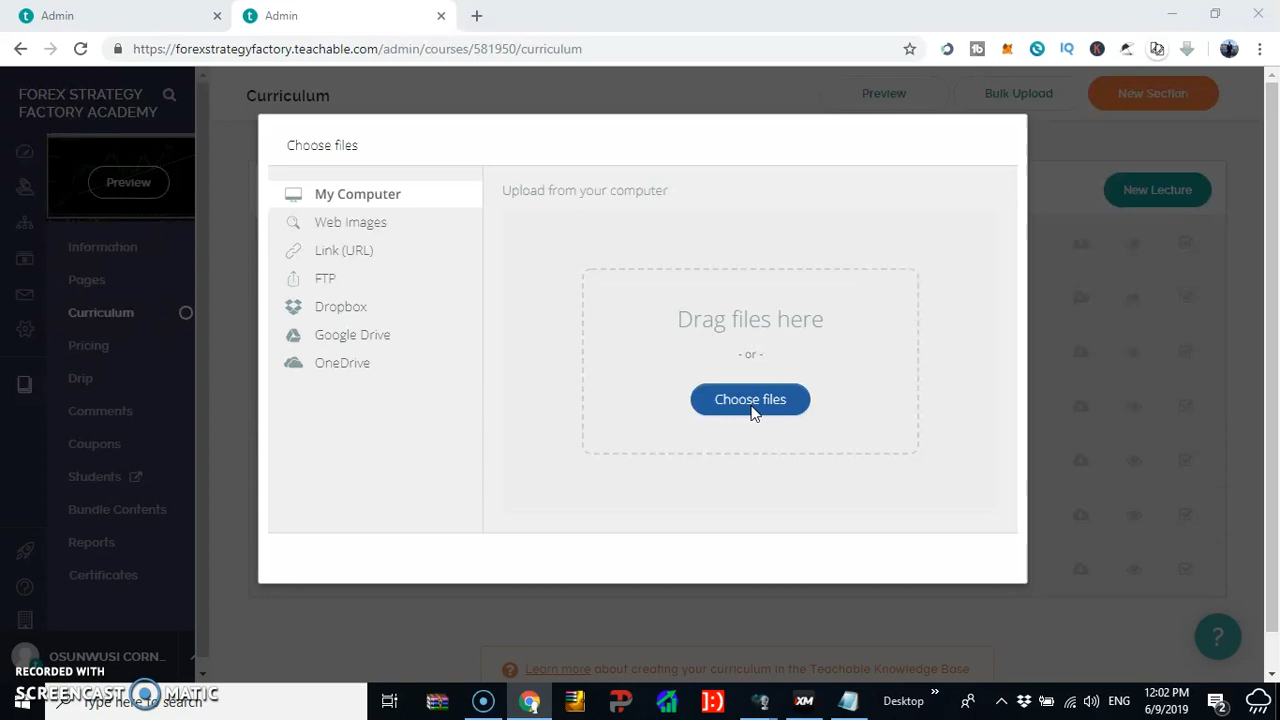 Admin
Admin
https://forexstrategyfactory.teachable.com/admin/courses/581950/curriculum
FOREX STRATEGY
FACTORY ACADEMY
Preview
Information
Pages
Curriculum
Pricing
Drip
Comments
Coupons
Students
Bundle Contents
Reports
Certificates
OSUNWUSI CORN...
Curriculum
Preview
Bulk Upload
New Section
New Lecture
Choose files
My Computer
Web Images
Link (URL)
FTP
Dropbox
Google Drive
OneDrive
Upload from your computer
Drag files here
- or -
Choose files
Learn more about creating your curriculum in the Teachable Knowledge Base
RECORDED WITH
SCREENCAST MATIC
Type here to search
Desktop
ENG
12:02 PM
6/9/2019
2